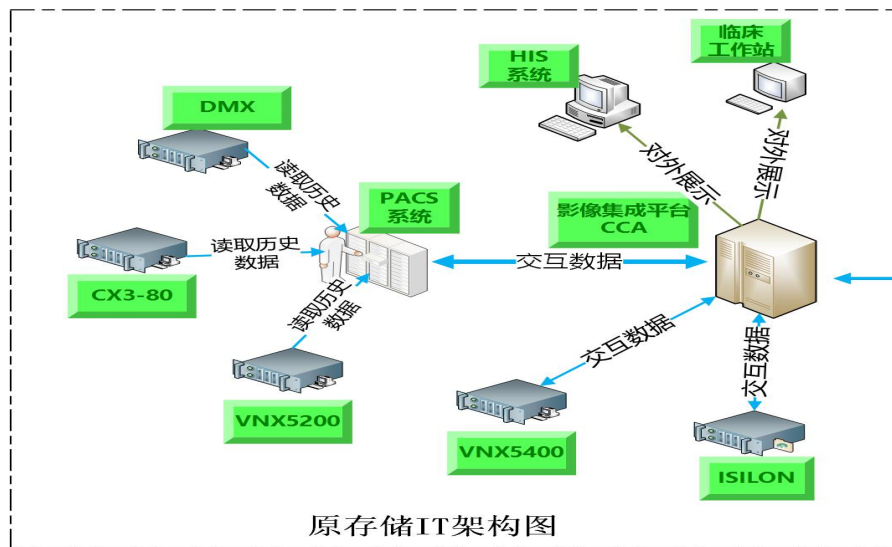 HIS
系统
临床
工作站
DMX
对外展示
对外展示
读取历史
数据
PACS
系统
影像集成平台
CCA
读取历史
数据
交互数据
CX3-80
读取历史
数据
交互数据
交互数据
VNX5200
VNX5400
ISILON
原存储IT架构图